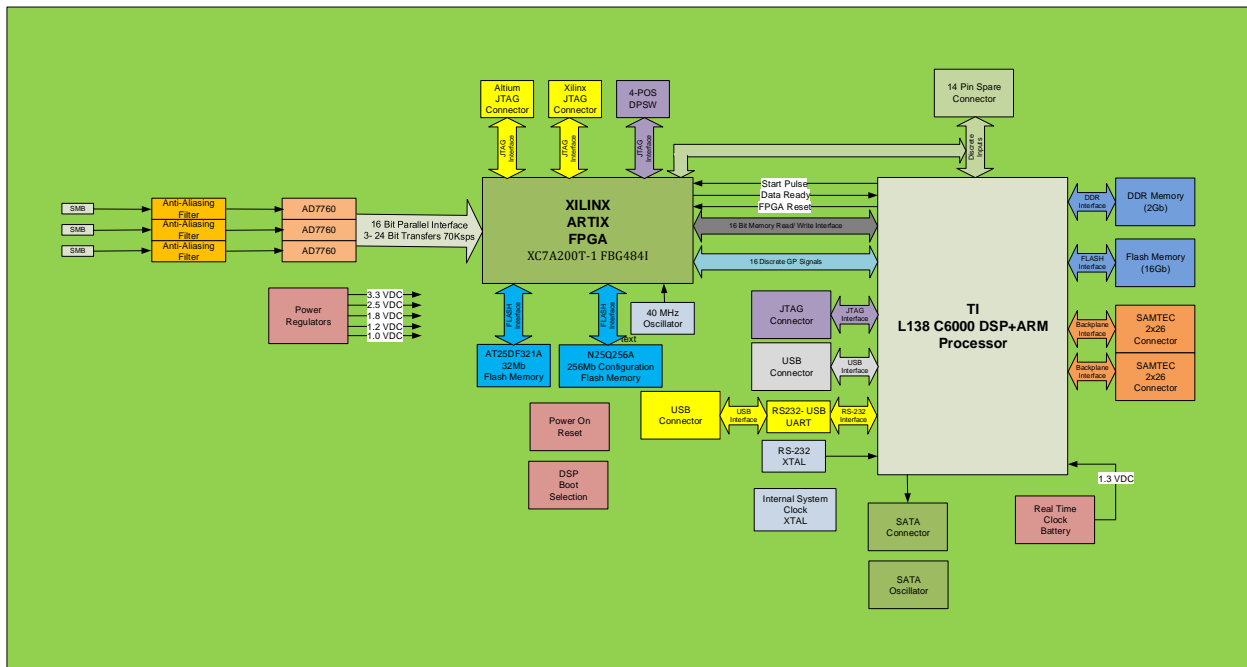 Altium
JTAG
Connector
Xilinx
JTAG
Connector
4-POS
DPSW
14 Pin Spare
Connector
JTAG
Interface
JTAG
Interface
JTAG
Interface
Discrete
Inputs
SMB
SMB
SMB
Anti-Aliasing
Filter
Anti-Aliasing
Filter
Anti-Aliasing
Filter
AD7760
AD7760
AD7760
16 Bit Parallel Interface
3- 24 Bit Transfers 70Ksps
XILINX
ARTIX
FPGA
XC7A200T-1 FBG484I
Start Pulse
Data Ready
FPGA Reset
16 Bit Memory Read/ Write Interface
16 Discrete GP Signals
TI
L138 C6000 DSP+ARM
Processor
DDR
Interface
DDR Memory
(2Gb)
FLASH
Interface
Flash Memory
(16Gb)
Backplane
Interface
SAMTEC
2x26
Connector
Backplane
Interface
SAMTEC
2x26
Connector
Power
Regulators
3.3 VDC
2.5 VDC
1.8 VDC
1.2 VDC
1.0 VDC
FLASH
Interface
FLASH
Interface
text
40 MHz
Oscillator
AT25DF321A
32Mb
Flash Memory
N25Q256A
256Mb Configuration
Flash Memory
JTAG
Connector
JTAG
Interface
USB
Connector
USB
Interface
USB
Connector
USB
Interface
RS232- USB
UART
RS-232
Interface
Power On
Reset
DSP
Boot
Selection
RS-232
XTAL
Internal System
Clock
XTAL
SATA
Connector
SATA
Oscillator
1.3 VDC
Real Time
Clock
Battery